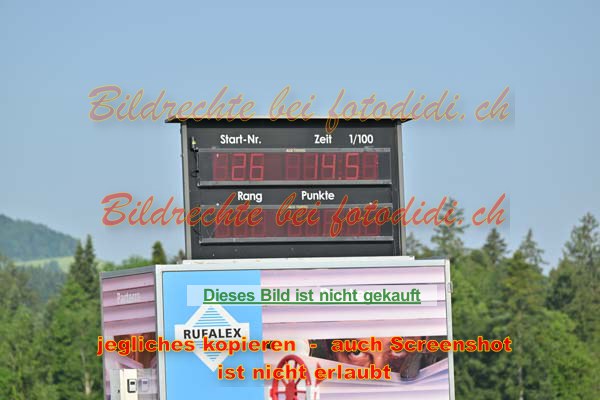 Bildrechte bei fotodidi.ch
Start-Nr. Zeit 1/100
126 14.5
Rang Punkte
Bildrechte bei fotodidi.ch
Dieses Bild ist nicht gekauft
RUFALEX
jegliches kopieren - auch Screenshot
ist nicht erlaubt